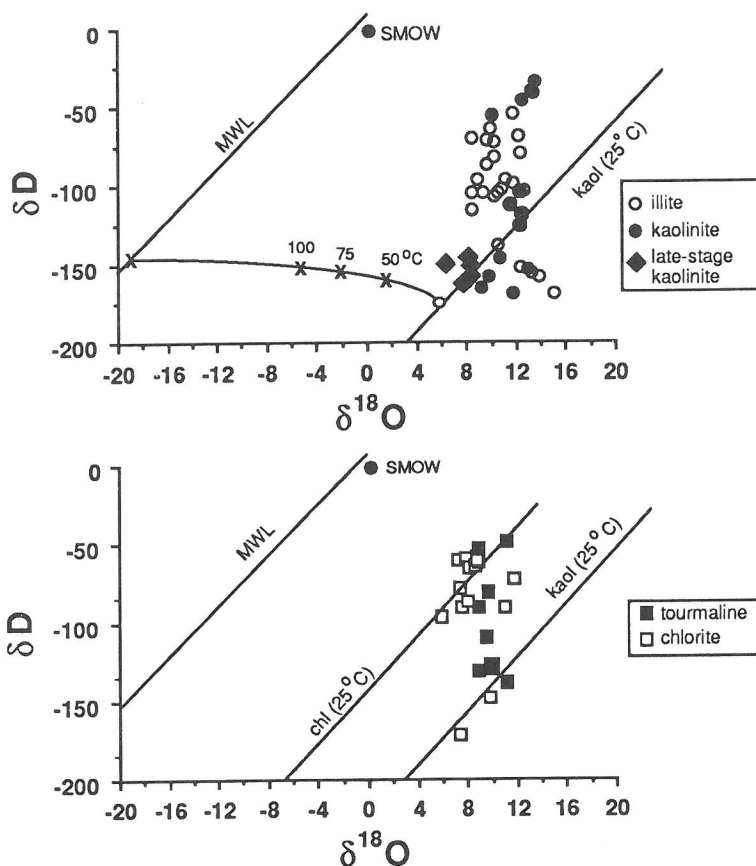 0
-50
-100
-150
-200
δD
SMOW
MWL
kaol (25°C)
100
75
50°C
illite
kaolinite
late-stage
kaolinite
-20 -16 -12 -8 -4 0 4 8 12 16 20
δ18O
0
-50
-100
-150
-200
δD
SMOW
MWL
chl (25°C)
kaol (25°C)
tourmaline
chlorite
-20 -16 -12 -8 -4 0 4 8 12 16 20
δ18O